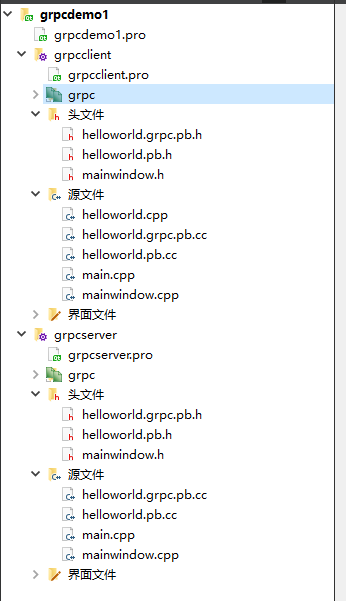 grpcdemo1
grpcdemo1.pro
grpcclient
grpcclient.pro
grpc
头文件
helloworld.grpc.pb.h
helloworld.pb.h
mainwindow.h
源文件
helloworld.cpp
helloworld.grpc.pb.cc
helloworld.pb.cc
main.cpp
mainwindow.cpp
界面文件
grpcserver
grpcserver.pro
grpc
头文件
helloworld.grpc.pb.h
helloworld.pb.h
mainwindow.h
源文件
helloworld.grpc.pb.cc
helloworld.pb.cc
main.cpp
mainwindow.cpp
界面文件